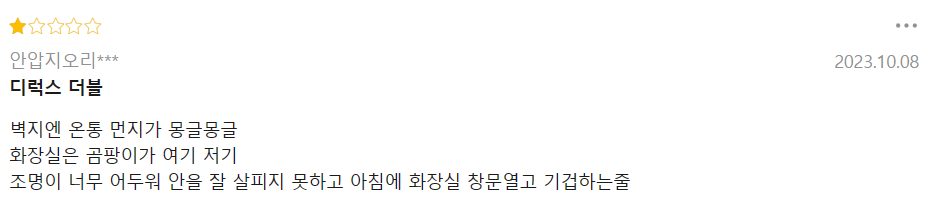 안압지오리***
2023.10.08
디럭스 더블
벽지엔 온통 먼지가 몽글몽글
화장실은 곰팡이가 여기 저기
조명이 너무 어두워 안을 잘 살피지 못하고 아침에 화장실 창문열고 기겁하는줄